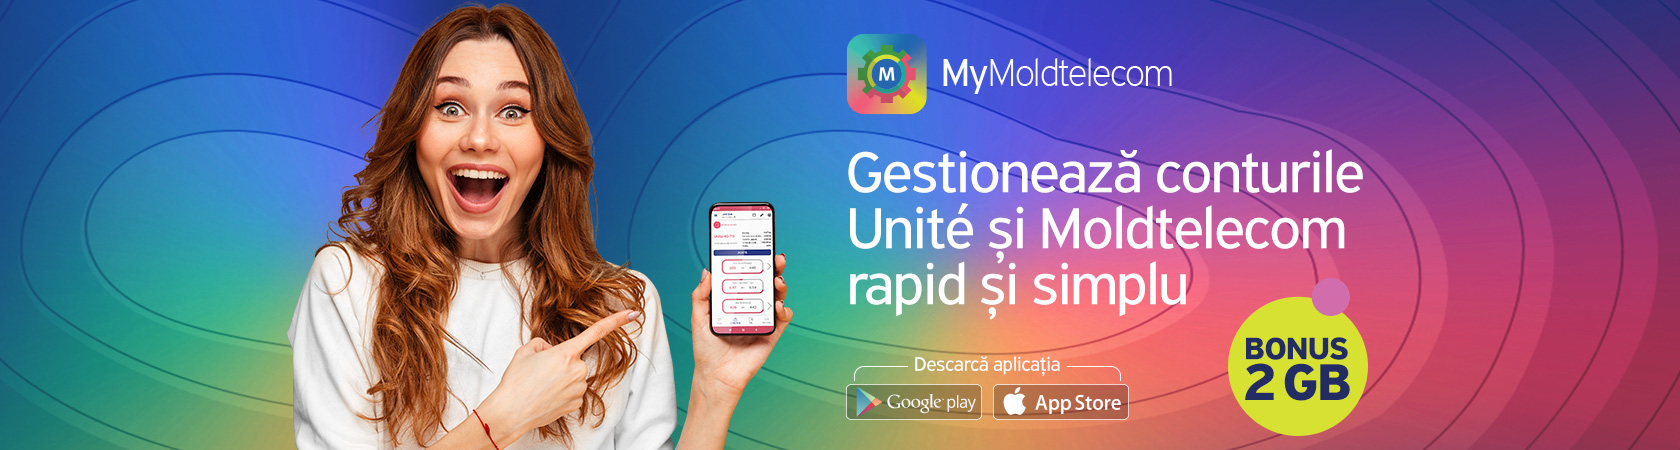 M
MyMoldtelecom
Gestionează conturile
Unité și Moldtelecom
rapid și simplu
Descarcă aplicația
Google play
App Store
BONUS
2 GB